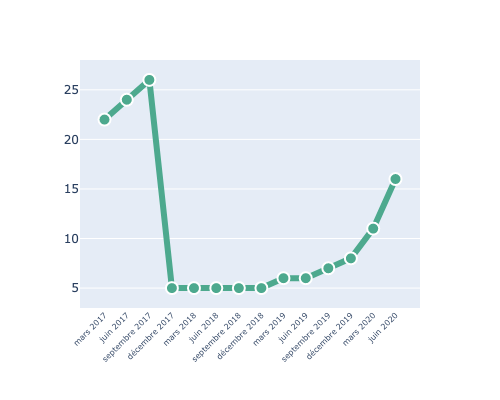 25
20
15
10
5
mars 2017
juin 2017
septembre 2017
décembre 2017
mars 2018
juin 2018
septembre 2018
décembre 2018
mars 2019
juin 2019
septembre 2019
décembre 2019
mars 2020
juin 2020